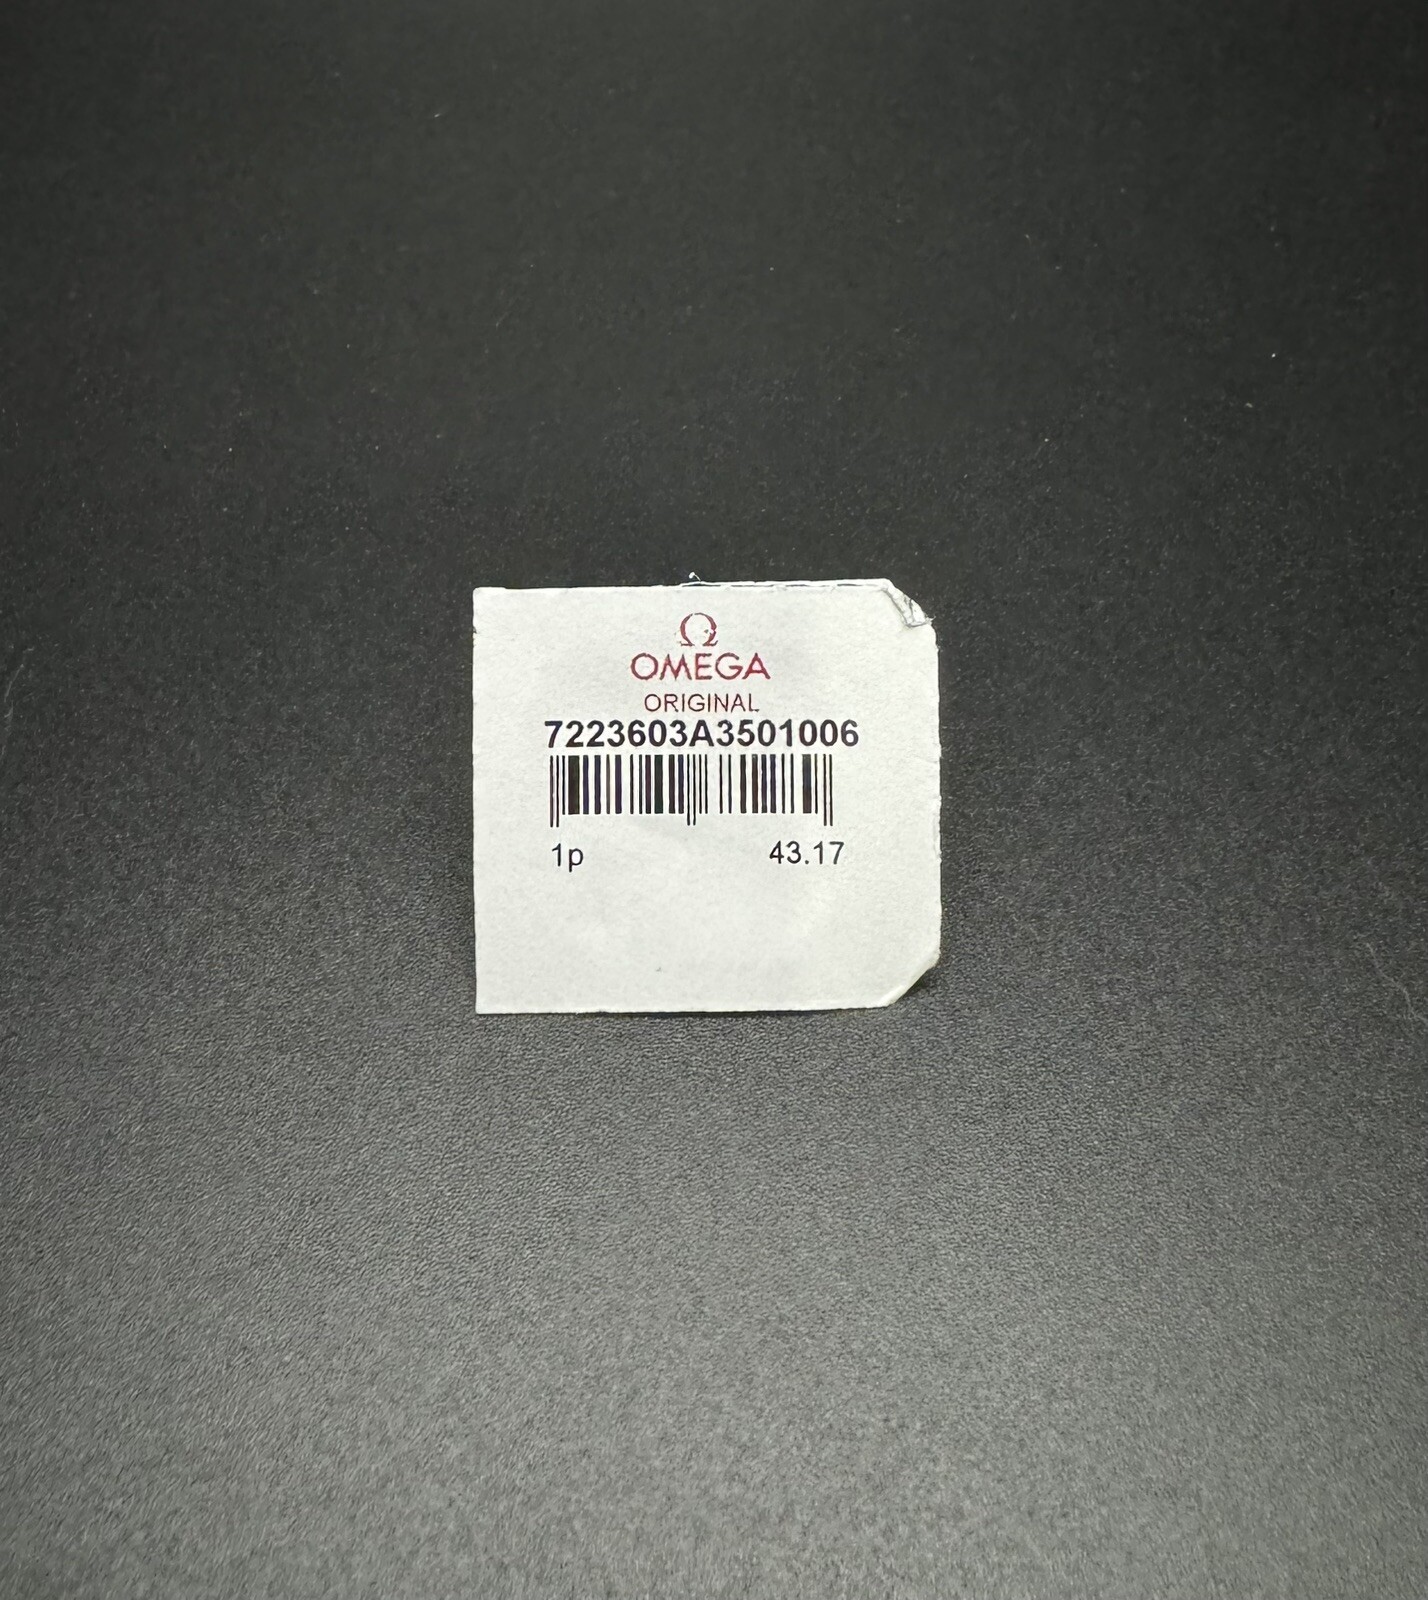 Ω
OMEGA
ORIGINAL
7223603A3501006
1p 43.17